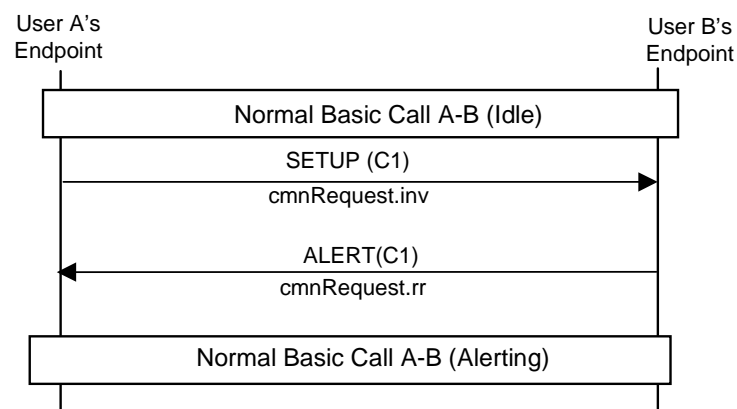 User A's
Endpoint
User B's
Endpoint
Normal Basic Call A-B (Idle)
SETUP (C1)
cmnRequest.inv
ALERT(C1)
cmnRequest.rr
Normal Basic Call A-B (Alerting)